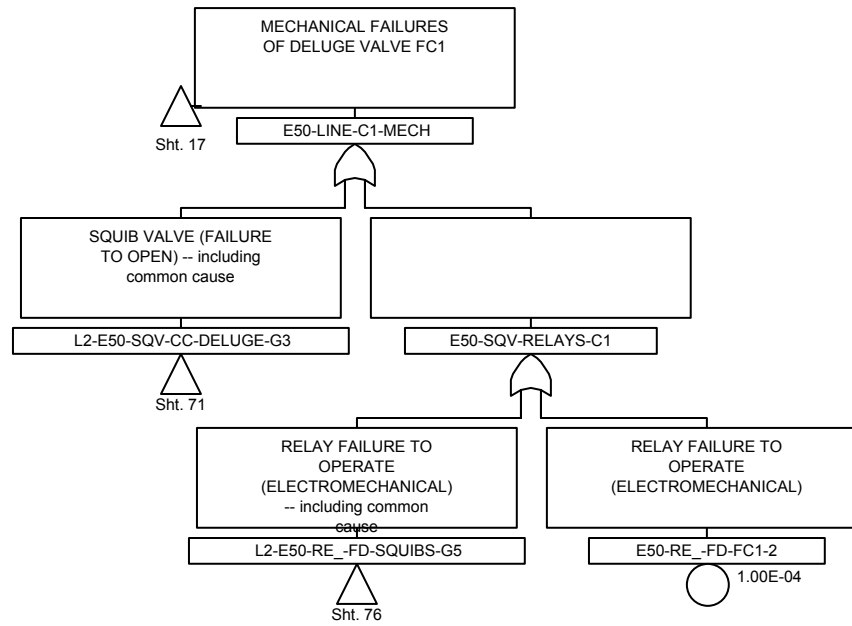 MECHANICAL FAILURES
OF DELUGE VALVE FC1
Sht. 17
E50-LINE-C1-MECH
SQUIB VALVE (FAILURE
TO OPEN) -- including
common cause
L2-E50-SQV-CC-DELUGE-G3
E50-SQV-RELAYS-C1
Sht. 71
RELAY FAILURE TO
OPERATE
(ELECTROMECHANICAL)
-- including common
cause
RELAY FAILURE TO
OPERATE
(ELECTROMECHANICAL)
L2-E50-RE_-FD-SQUIBS-G5
E50-RE_-FD-FC1-2
1.00E-04
Sht. 76